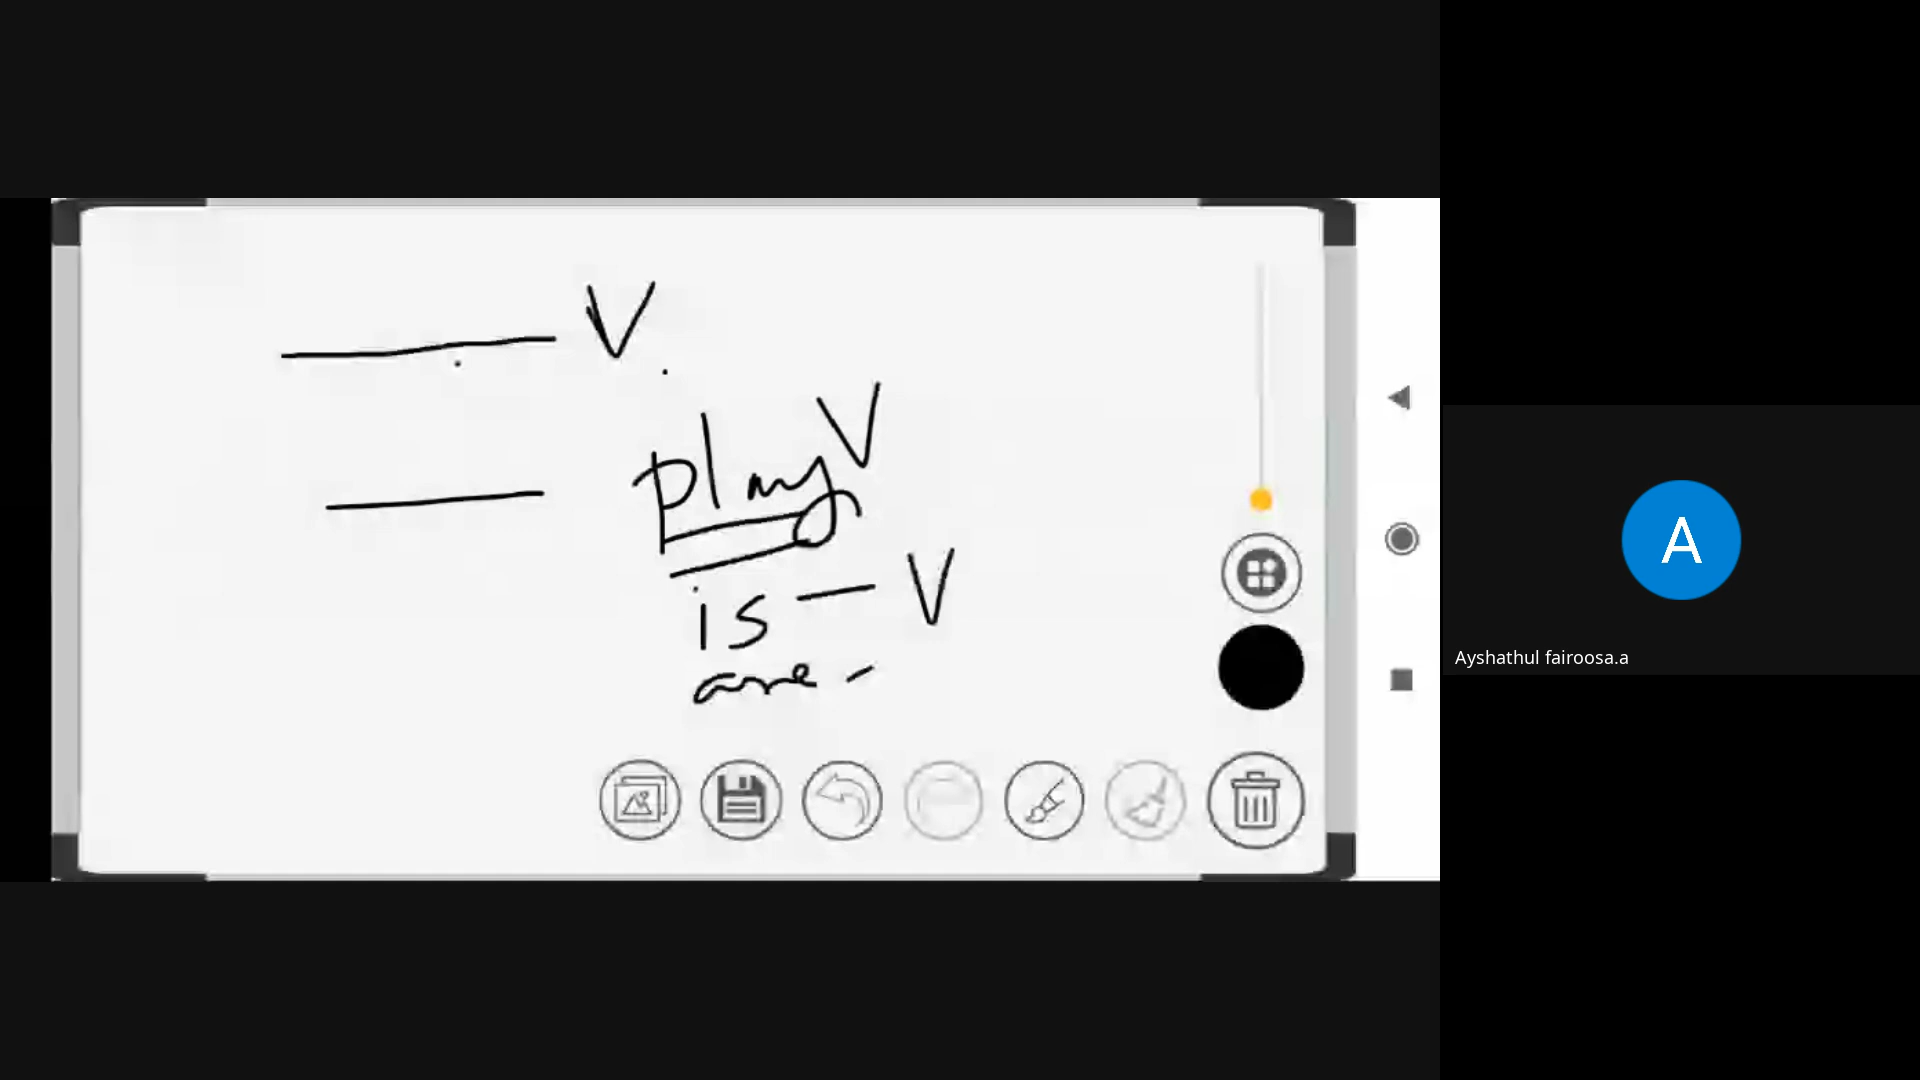 — V.
V
— play
is — V
are -
A
Ayshathul fairoosa.a